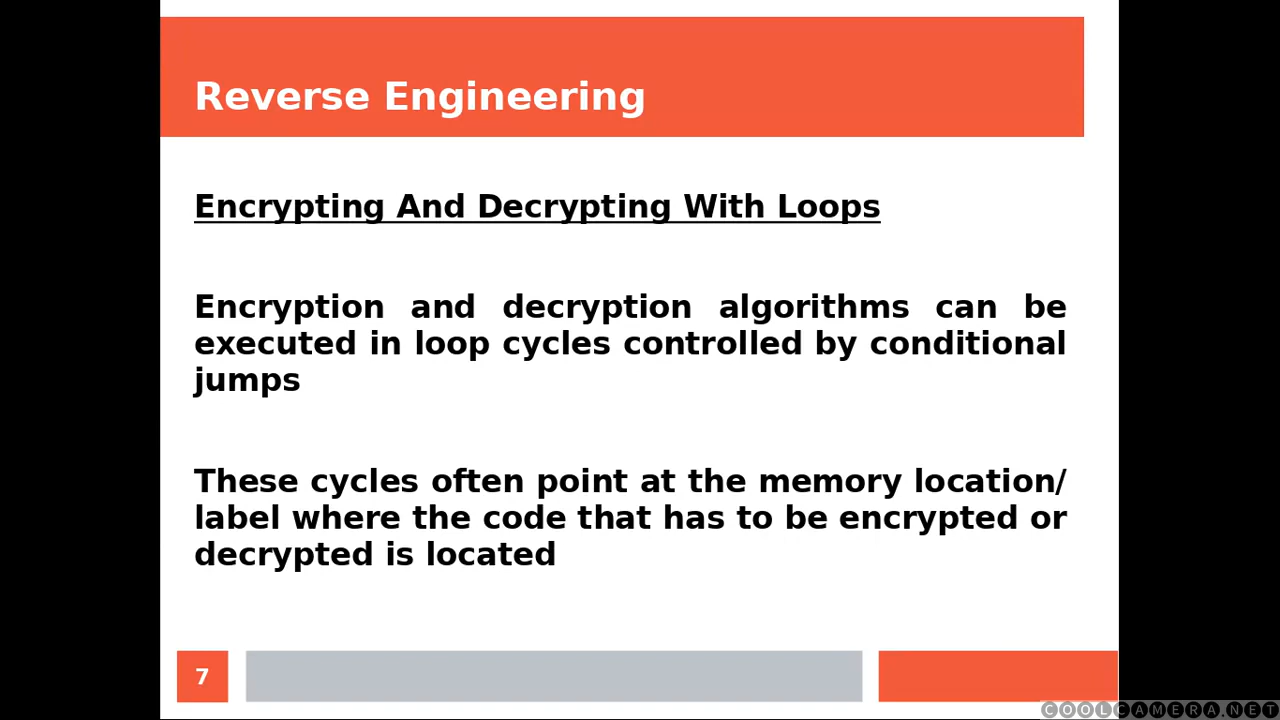 Reverse Engineering
Encrypting And Decrypting With Loops
Encryption and decryption algorithms can be
executed in loop cycles controlled by conditional
jumps
These cycles often point at the memory location/
label where the code that has to be encrypted or
decrypted is located
7
COOLCAMERA.NET